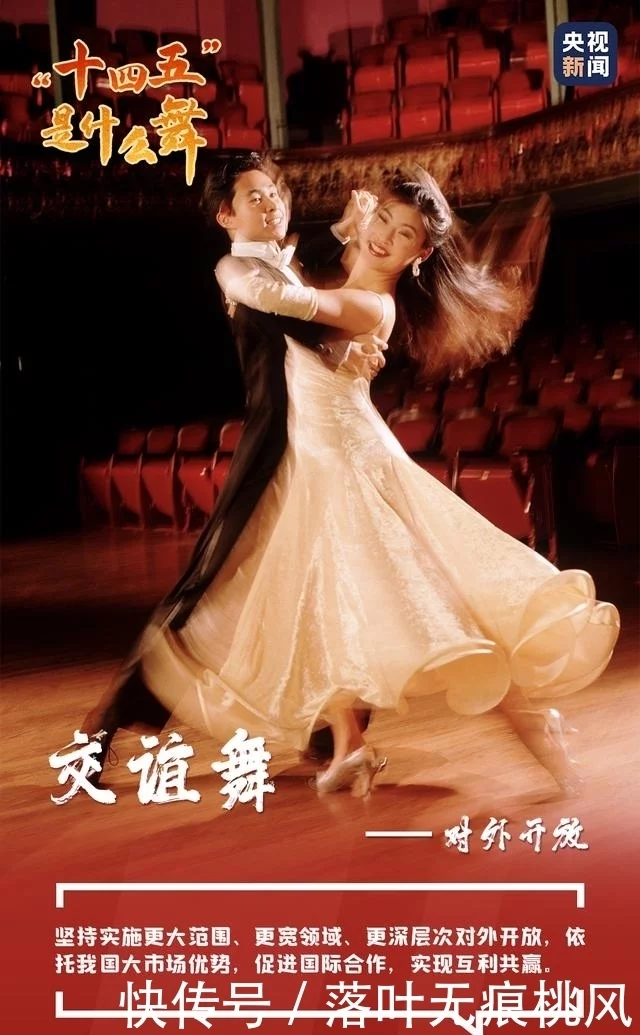 “十四五”
是什么舞
央视
新闻
交谊舞
——对外开放
坚持实施更大范围、更宽领域、更深层次对外开放，依
托我国大市场优势，促进国际合作，实现互利共赢。
快传号 / 落叶无痕桃风